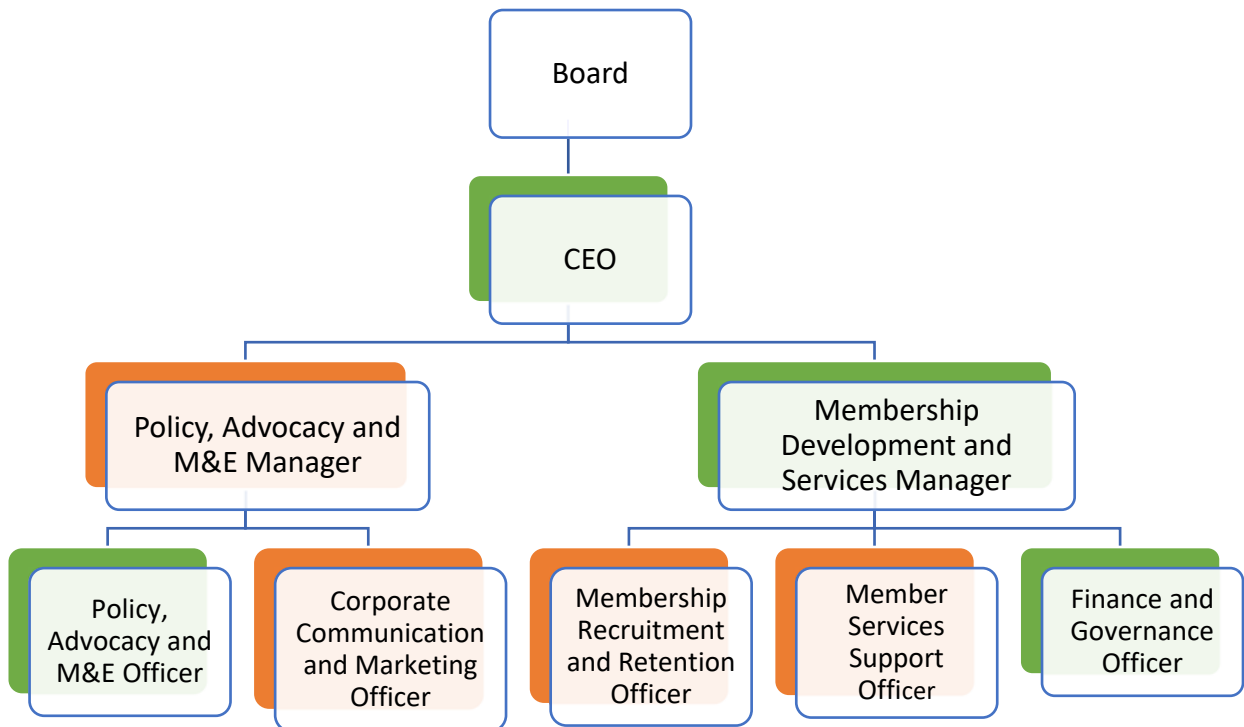 Board
CEO
Policy, Advocacy and
M&E Manager
Membership
Development and
Services Manager
Policy,
Advocacy and
M&E Officer
Corporate
Communication
and Marketing
Officer
Membership
Recruitment
and Retention
Officer
Member
Services
Support
Officer
Finance and
Governance
Officer